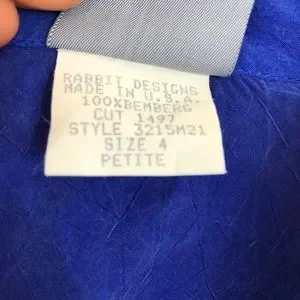 RABBIT DESIGNS
MADE IN U.S.A.
100%BEMBERG
CUT 1497
STYLE 3215M21
SIZE 4
PETITE